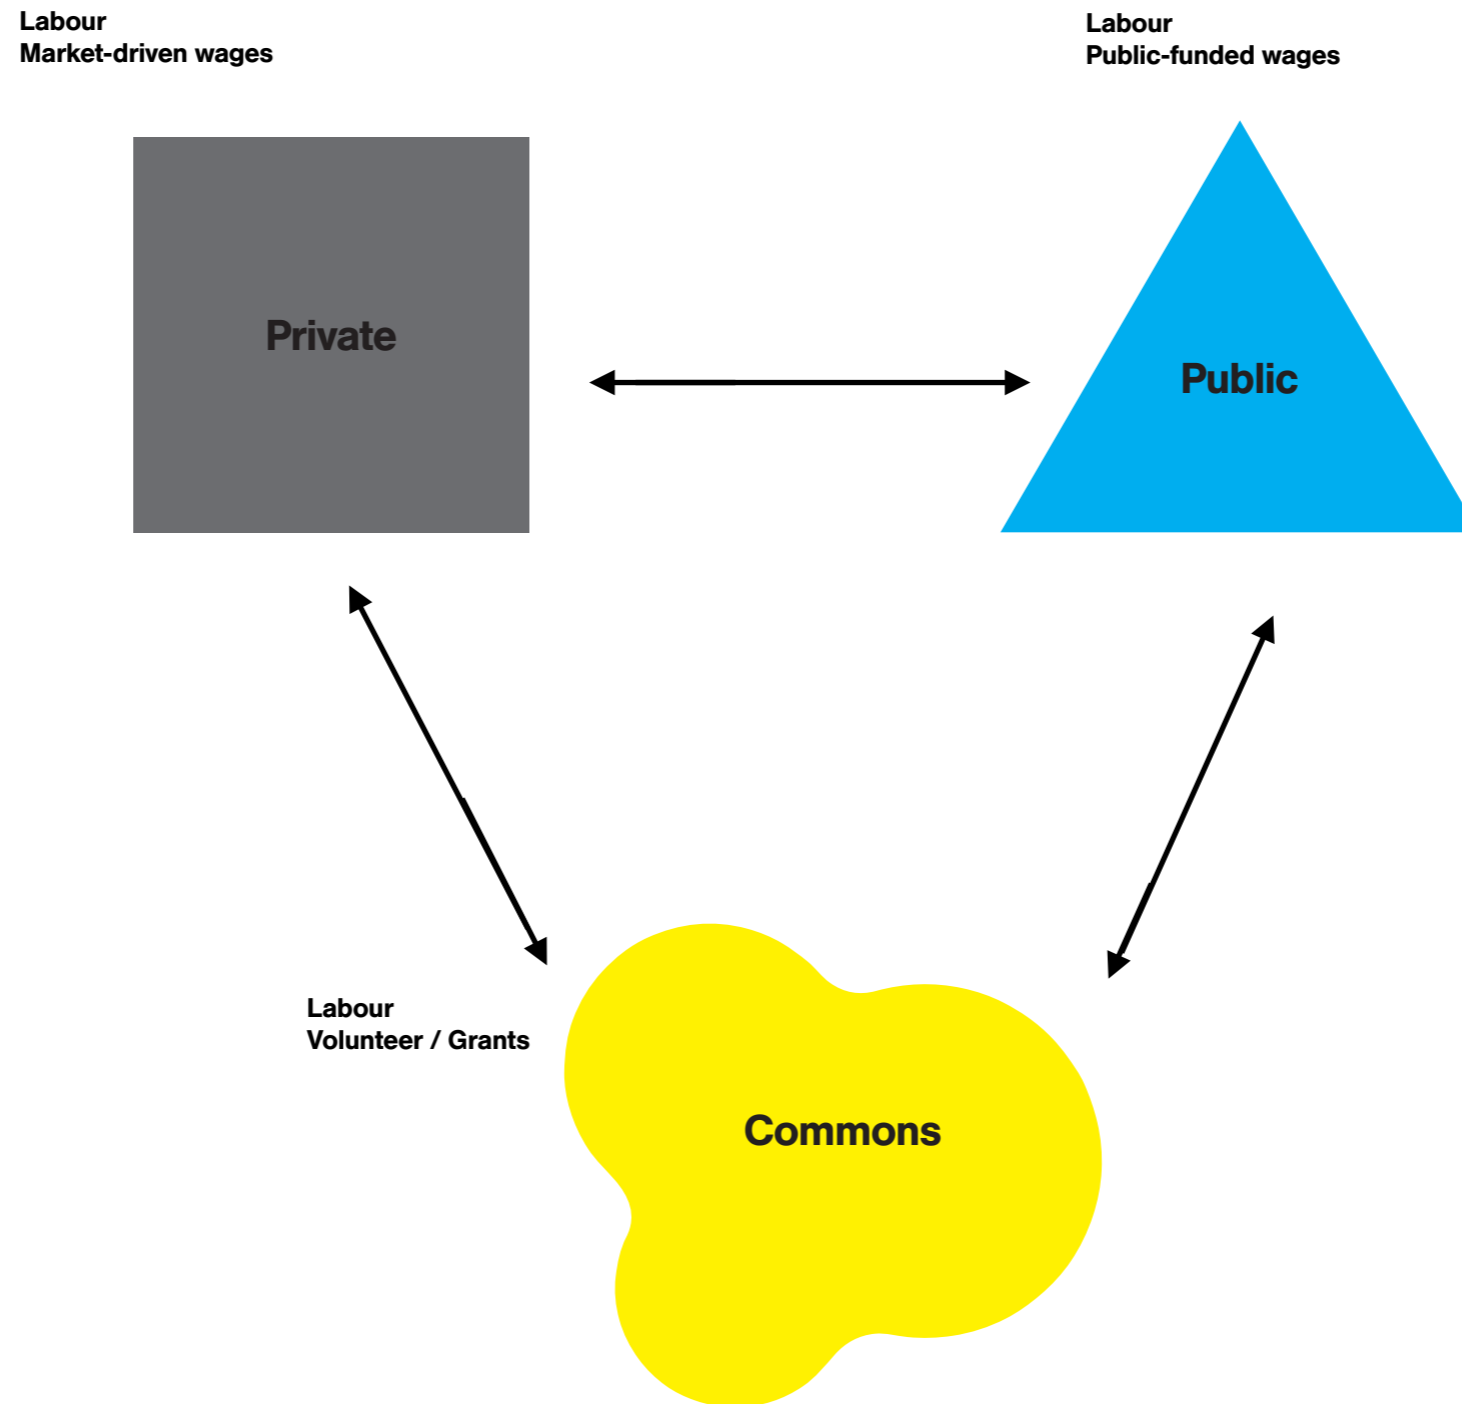 Labour
Market-driven wages
Labour
Public-funded wages
Private
Public
Labour
Volunteer / Grants
Commons